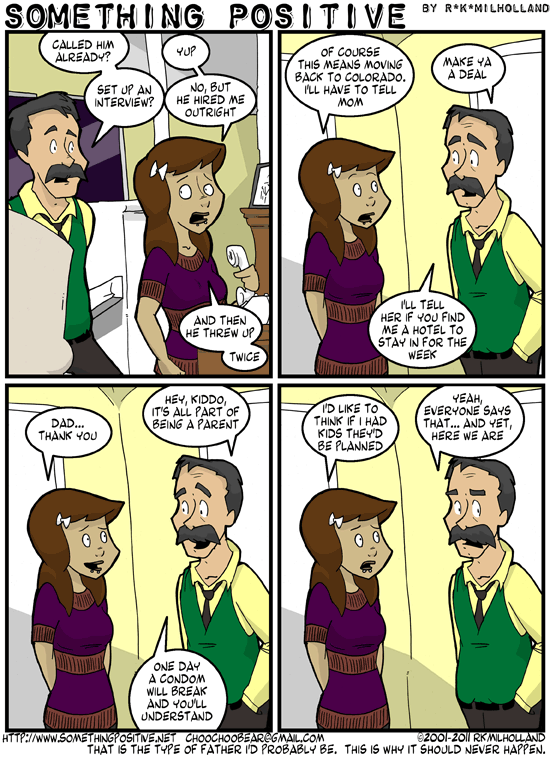 SOMETHING POSITIVE BY R*K*MILHOLLAND
CALLED HIM
ALREADY?
YUP
SET UP AN
INTERVIEW?
NO, BUT
HE HIRED ME
OUTRIGHT
AND THEN
HE THREW UP
TWICE
OF COURSE
THIS MEANS MOVING
BACK TO COLORADO.
I'LL HAVE TO TELL
MOM
MAKE YA
A DEAL
I'LL TELL
HER IF YOU FIND
ME A HOTEL TO
STAY IN FOR THE
WEEK
DAD...
THANK YOU
HEY, KIDDO,
IT'S ALL PART OF
BEING A PARENT
ONE DAY
A CONDOM
WILL BREAK
AND YOU'LL
UNDERSTAND
I'D LIKE TO
THINK IF I HAD
KIDS THEY'D
BE PLANNED
YEAH,
EVERYONE SAYS
THAT... AND YET,
HERE WE ARE
HTTP://WWW.SOMETHINGPOSITIVE.NET CHOOCHOOBEAR@GMAIL.COM ©2001-2011 RKMILHOLLAND
THAT IS THE TYPE OF FATHER I'D PROBABLY BE. THIS IS WHY IT SHOULD NEVER HAPPEN.